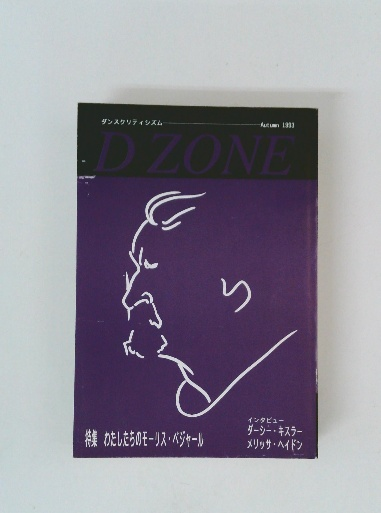 ダンスクリティシズム
Autumn 1993
D ZONE
特集 わたしたちのモーリス・ベジャール
インタビュー
ダーシー・キスラー
メリッサ・ヘイドン